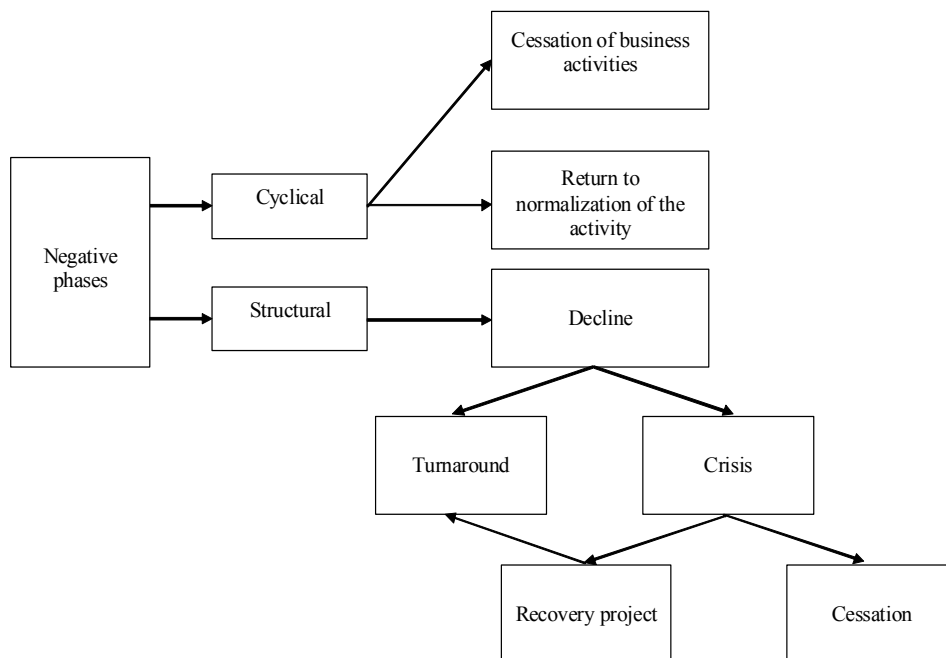 Cessation of business
activities
Cyclical
Return to
normalization of the
activity
Negative
phases
Structural
Decline
Turnaround
Crisis
Recovery project
Cessation